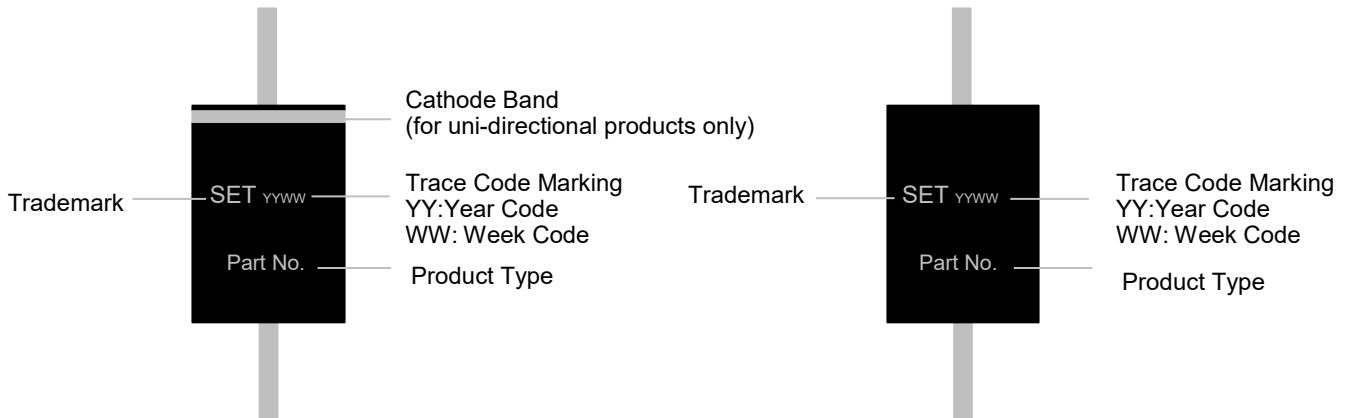 Cathode Band
(for uni-directional products only)
Trademark
SET YYWW
Trace Code Marking
YY:Year Code
WW: Week Code
Part No.
Product Type
Trademark
SET YYWW
Trace Code Marking
YY:Year Code
WW: Week Code
Part No.
Product Type